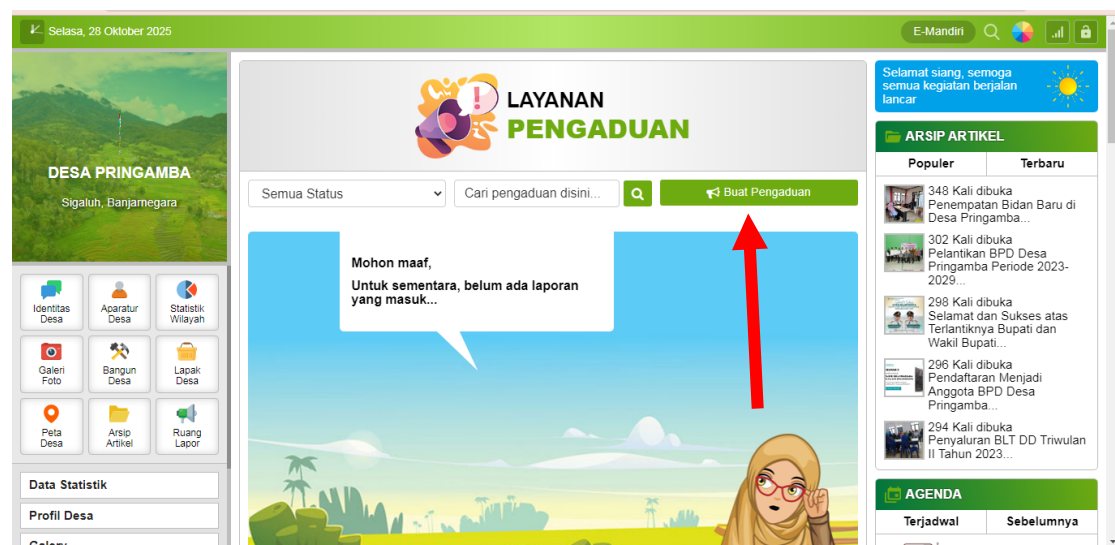 Selasa, 28 Oktober 2025
E-Mandiri
DESA PRINGAMBA
Sigaluh, Banjarnegara
Identitas
Desa
Aparatur
Desa
Statistik
Wilayah
Galeri
Foto
Bangun
Desa
Lapak
Desa
Peta
Desa
Arsip
Artikel
Ruang
Lapor
Data Statistik
Profil Desa
LAYANAN
PENGADUAN
Semua Status
Cari pengaduan disini...
Buat Pengaduan
Mohon maaf,
Untuk sementara, belum ada laporan
yang masuk...
Selamat siang, semoga
semua kegiatan berjalan
lancar
ARSIP ARTIKEL
Populer
Terbaru
348 Kali dibuka
Penempatan Bidan Baru di
Desa Pringamba...
302 Kali dibuka
Pelantikan BPD Desa
Pringamba Periode 2023-
2029...
298 Kali dibuka
Selamat dan Sukses atas
Terlantiknya Bupati dan
Wakil Bupati...
296 Kali dibuka
Pendaftaran Menjadi
Anggota BPD Desa
Pringamba...
294 Kali dibuka
Penyaluran BLT DD Triwulan
II Tahun 2023...
AGENDA
Terjadwal
Sebelumnya